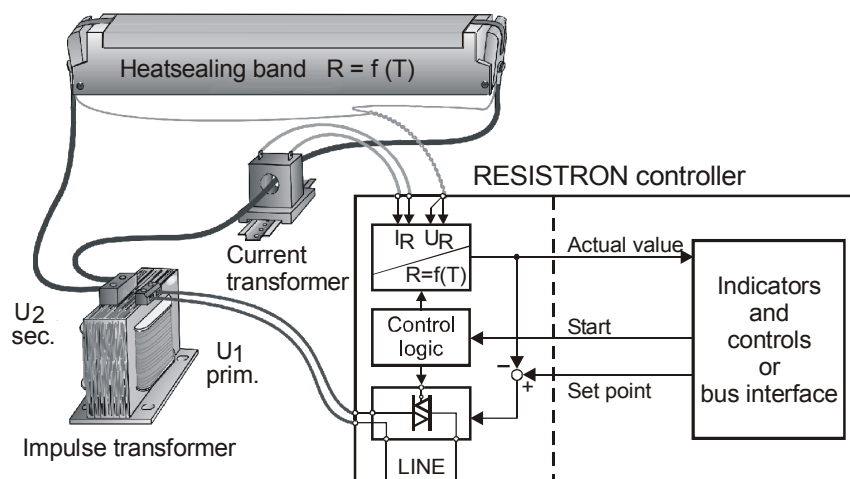 Heatsealing band R = f (T)
RESISTRON controller
Current
transformer
IR UR
R=f(T)
Actual value
Indicators
and
controls
or
bus interface
Control
logic
Start
U2
sec.
U1
prim.
–
+
Set point
Impulse transformer
LINE